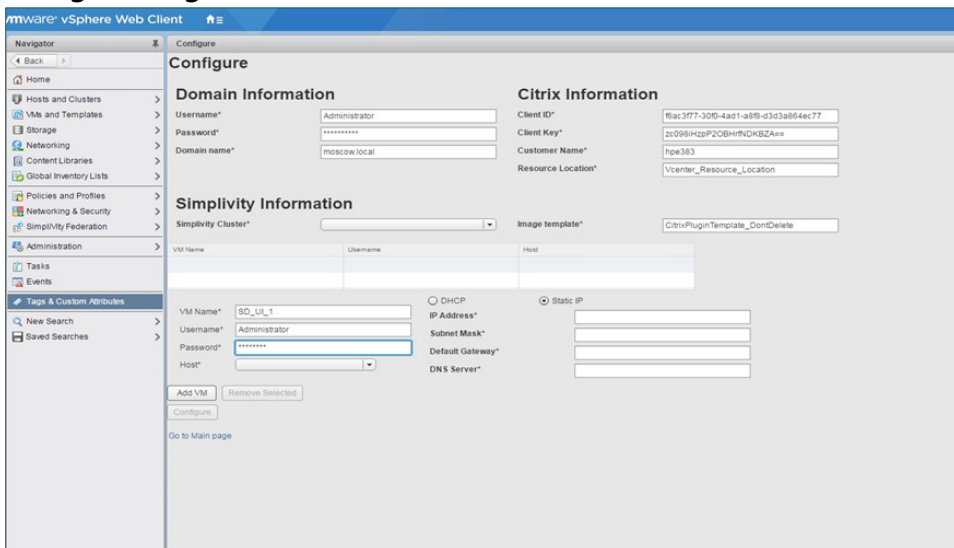 vmware® vSphere Web Client
Navigator
Back
Home
Hosts and Clusters
VMs and Templates
Storage
Networking
Content Libraries
Global Inventory Lists
Policies and Profiles
Networking & Security
SimpliVity Federation
Administration
Tasks
Events
Tags & Custom Attributes
New Search
Saved Searches
Configure
Configure
Domain Information
Username* Administrator
Password* **********
Domain name* moscow.local
Citrix Information
Client ID* f6ac3f77-30f0-4ad1-a8f8-d3d3a864ec77
Client Key* zc098iHzpP2OBHrfNDKBZA==
Customer Name* hpe383
Resource Location* Vcenter_Resource_Location
Simplivity Information
Simplivity Cluster*
Image template* CitrixPluginTemplate_DontDelete
VM Name Username Host
VM Name* SD_UI_1
Username* Administrator
Password* ********
Host*
DHCP Static IP
IP Address*
Subnet Mask*
Default Gateway*
DNS Server*
Add VM Remove Selected
Configure
Go to Main page